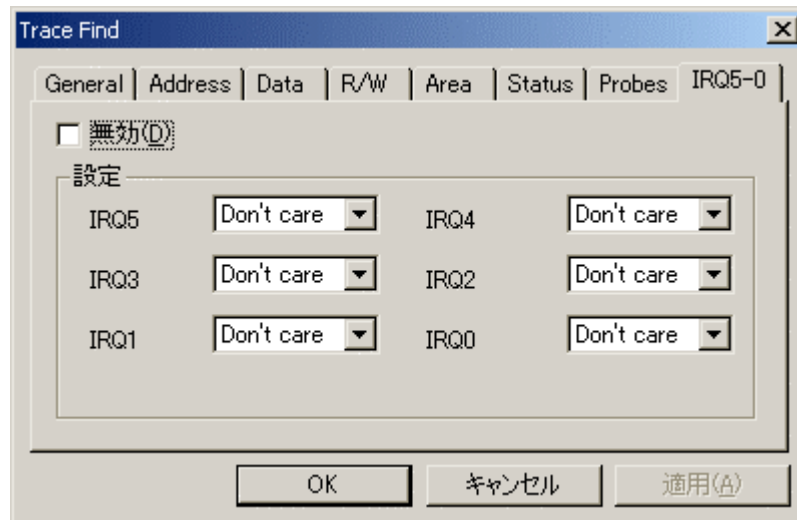 Trace Find
General Address Data R/W Area Status Probes IRQ5-0
無効(D)
設定
IRQ5 Don't care IRQ4 Don't care
IRQ3 Don't care IRQ2 Don't care
IRQ1 Don't care IRQ0 Don't care
OK キャンセル 適用(A)